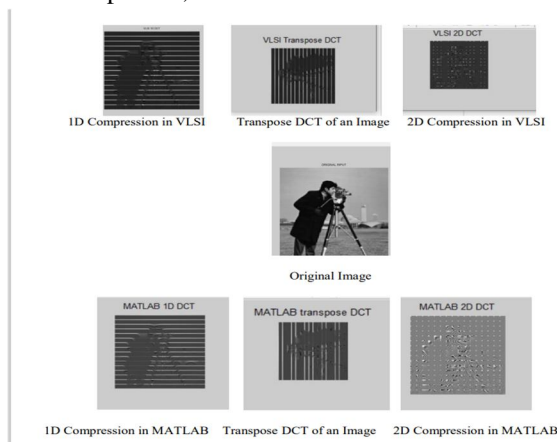 VLSI Transpose DCT
VLSI 2D DCT
1D Compression in VLSI
Transpose DCT of an Image
2D Compression in VLSI
ORIGINAL INPUT
Original Image
MATLAB 1D DCT
MATLAB transpose DCT
MATLAB 2D DCT
1D Compression in MATLAB
Transpose DCT of an Image
2D Compression in MATLAB